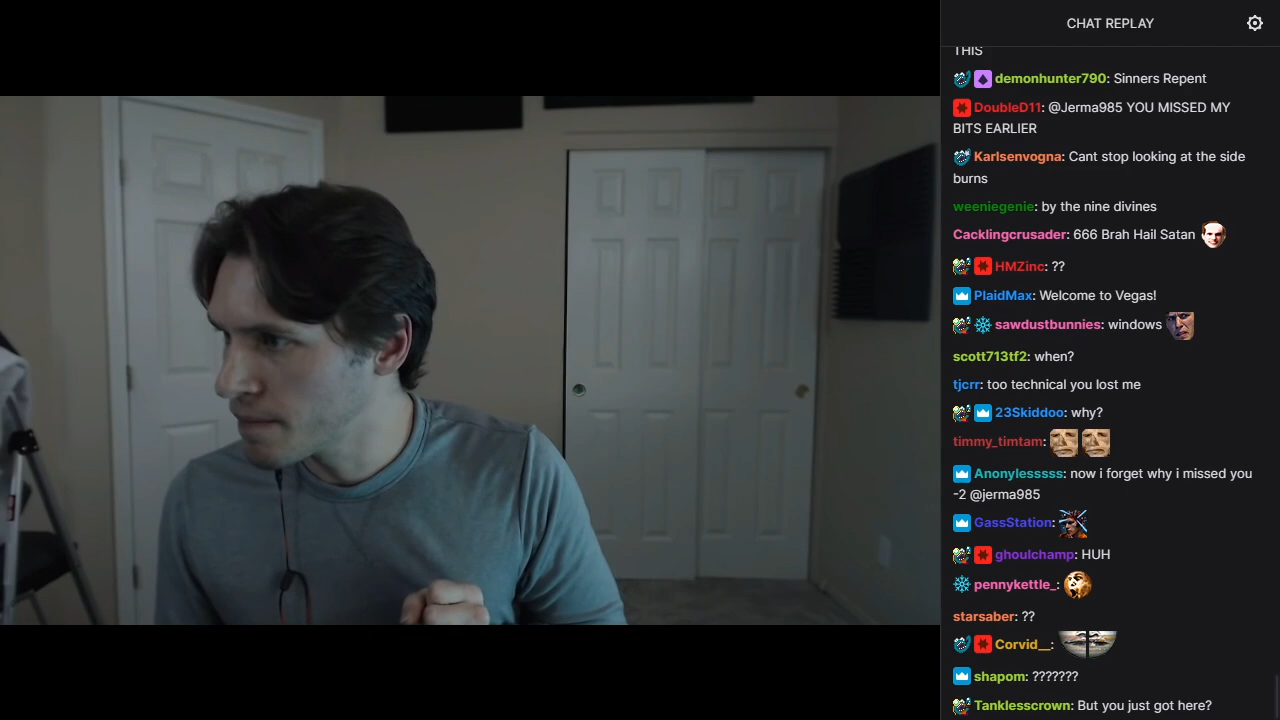 CHAT REPLAY
THIS
demonhunter790: Sinners Repent
DoubleD11: @Jerma985 YOU MISSED MY
BITS EARLIER
Karlsenvogna: Cant stop looking at the side
burns
weeniegenie: by the nine divines
Cacklingcrusader: 666 Brah Hail Satan
HMZinc: ??
PlaidMax: Welcome to Vegas!
sawdustbunnies: windows
scott713tf2: when?
tjcrr: too technical you lost me
23Skiddoo: why?
timmy_timtam:
Anonylesssss: now i forget why i missed you
-2 @jerma985
GassStation:
ghoulchamp: HUH
pennykettle_:
starsaber: ??
Corvid__:
shapom: ???????
Tanklesscrown: But you just got here?